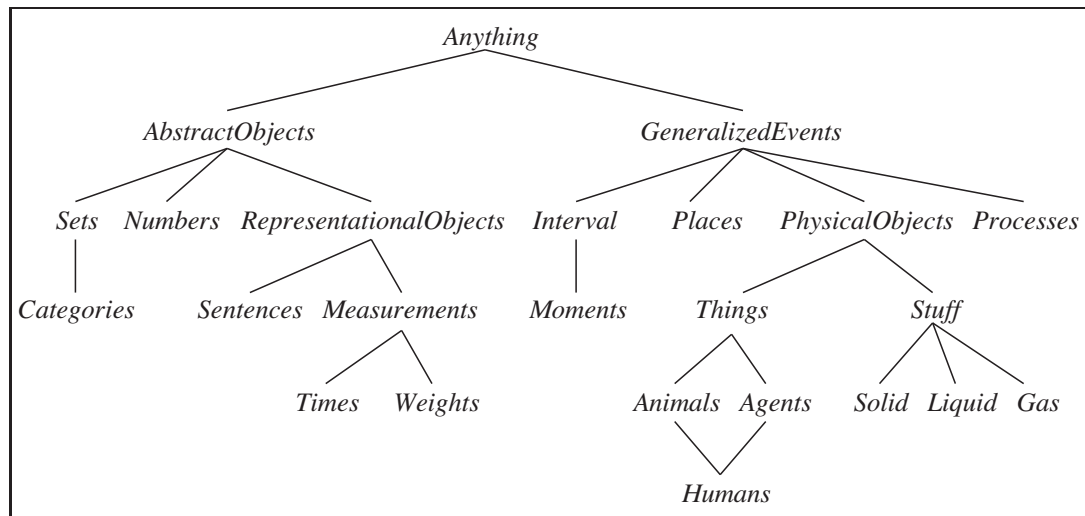 Anything
AbstractObjects GeneralizedEvents
Sets Numbers RepresentationalObjects Interval Places PhysicalObjects Processes
Categories Sentences Measurements Moments Things Stuff
Times Weights Animals Agents Solid Liquid Gas
Humans